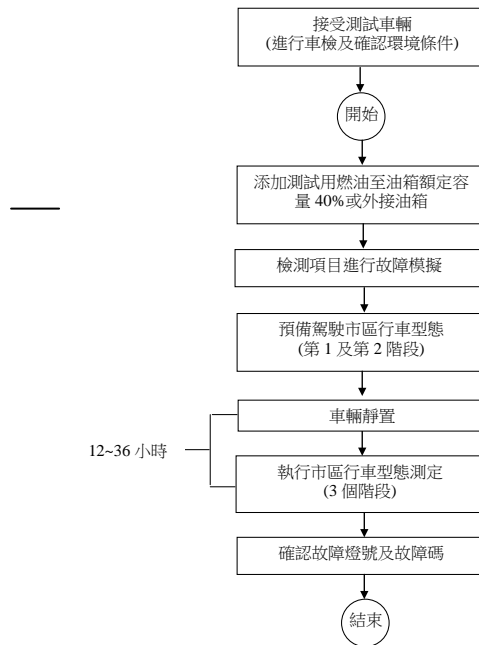 接受測試車輛
(進行車檢及確認環境條件)
開始
添加測試用燃油至油箱額定容
量 40%或外接油箱
檢測項目進行故障模擬
預備駕駛市區行車型態
(第 1 及第 2 階段)
車輛靜置
12~36 小時
執行市區行車型態測定
(3 個階段)
確認故障燈號及故障碼
結束